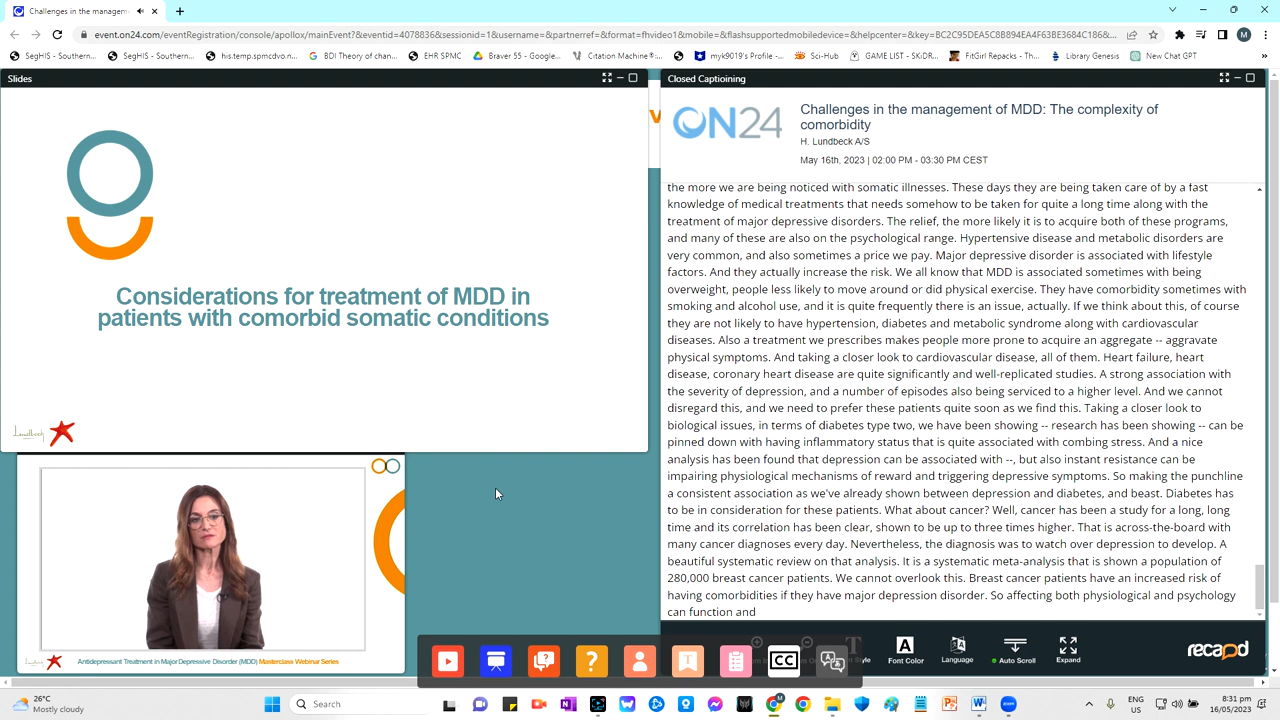 Challenges in the managem
event.on24.com/eventRegistration/console/apollox/mainEvent?&eventid=4078836&sessionid=1&username=&partnerref=&format=fhvideo1&mobile=&flashsupportedmobiledevice=&helpcenter=&key=BC2C95DEA5C8B894EA4F63BE3684C186&...
M
SegHIS - Southern...
SegHIS - Southern...
his.temp.spmcdvo.n...
BDI Theory of chan...
EHR SPMC
Braver 55 - Google...
Citation Machine®:...
myk9019's Profile -...
Sci-Hub
GAME LIST - SKiDR...
FitGirl Repacks - Th...
Library Genesis
New Chat GPT
Slides
Considerations for treatment of MDD in
patients with comorbid somatic conditions
Lundbeck
Antidepressant Treatment in Major Depressive Disorder (MDD) Masterclass Webinar Series
Closed Captioining
ON24
Challenges in the management of MDD: The complexity of
comorbidity
H. Lundbeck A/S
May 16th, 2023 | 02:00 PM - 03:30 PM CEST
the more we are being noticed with somatic illnesses. These days they are being taken care of by a fast
knowledge of medical treatments that needs somehow to be taken for quite a long time along with the
treatment of major depressive disorders. The relief, the more likely it is to acquire both of these programs,
and many of these are also on the psychological range. Hypertensive disease and metabolic disorders are
very common, and also sometimes a price we pay. Major depressive disorder is associated with lifestyle
factors. And they actually increase the risk. We all know that MDD is associated sometimes with being
overweight, people less likely to move around or did physical exercise. They have comorbidity sometimes with
smoking and alcohol use, and it is quite frequently there is an issue, actually. If we think about this, of course
they are not likely to have hypertension, diabetes and metabolic syndrome along with cardiovascular
diseases. Also a treatment we prescribes makes people more prone to acquire an aggregate -- aggravate
physical symptoms. And taking a closer look to cardiovascular disease, all of them. Heart failure, heart
disease, coronary heart disease are quite significantly and well-replicated studies. A strong association with
the severity of depression, and a number of episodes also being serviced to a higher level. And we cannot
disregard this, and we need to prefer these patients quite soon as we find this. Taking a closer look to
biological issues, in terms of diabetes type two, we have been showing -- research has been showing -- can be
pinned down with having inflammatory status that is quite associated with combing stress. And a nice
analysis has been found that depression can be associated with --, but also instant resistance can be
impairing physiological mechanisms of reward and triggering depressive symptoms. So making the punchline
a consistent association as we've already shown between depression and diabetes, and beast. Diabetes has
to be in consideration for these patients. What about cancer? Well, cancer has been a study for a long, long
time and its correlation has been clear, shown to be up to three times higher. That is across-the-board with
many cancer diagnoses every day. Nevertheless, the diagnosis was to watch over depression to develop. A
beautiful systematic review on that analysis. It is a systematic meta-analysis that is shown a population of
280,000 breast cancer patients. We cannot overlook this. Breast cancer patients have an increased risk of
having comorbidities if they have major depression disorder. So affecting both physiological and psychology
can function and
Style
Font Color
Language
Auto Scroll
Expand
recapd
CC
26°C
Mostly cloudy
Search
ENG
US
8:31 pm
16/05/2023